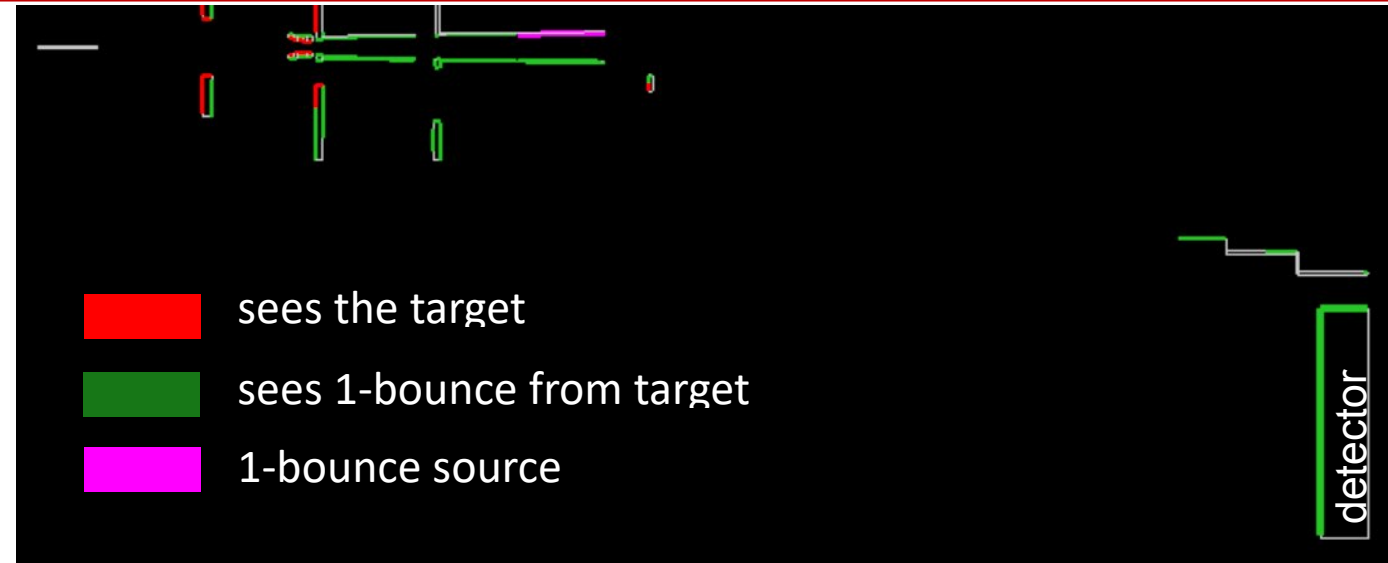 sees the target
sees 1-bounce from target
1-bounce source
detector